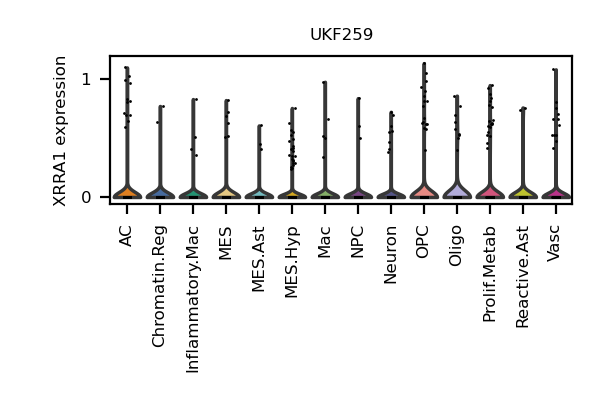 UKF259
XRRA1 expression
1
0
AC
Chromatin.Reg
Inflammatory.Mac
MES
MES.Ast
MES.Hyp
Mac
NPC
Neuron
OPC
Oligo
Prolif.Metab
Reactive.Ast
Vasc